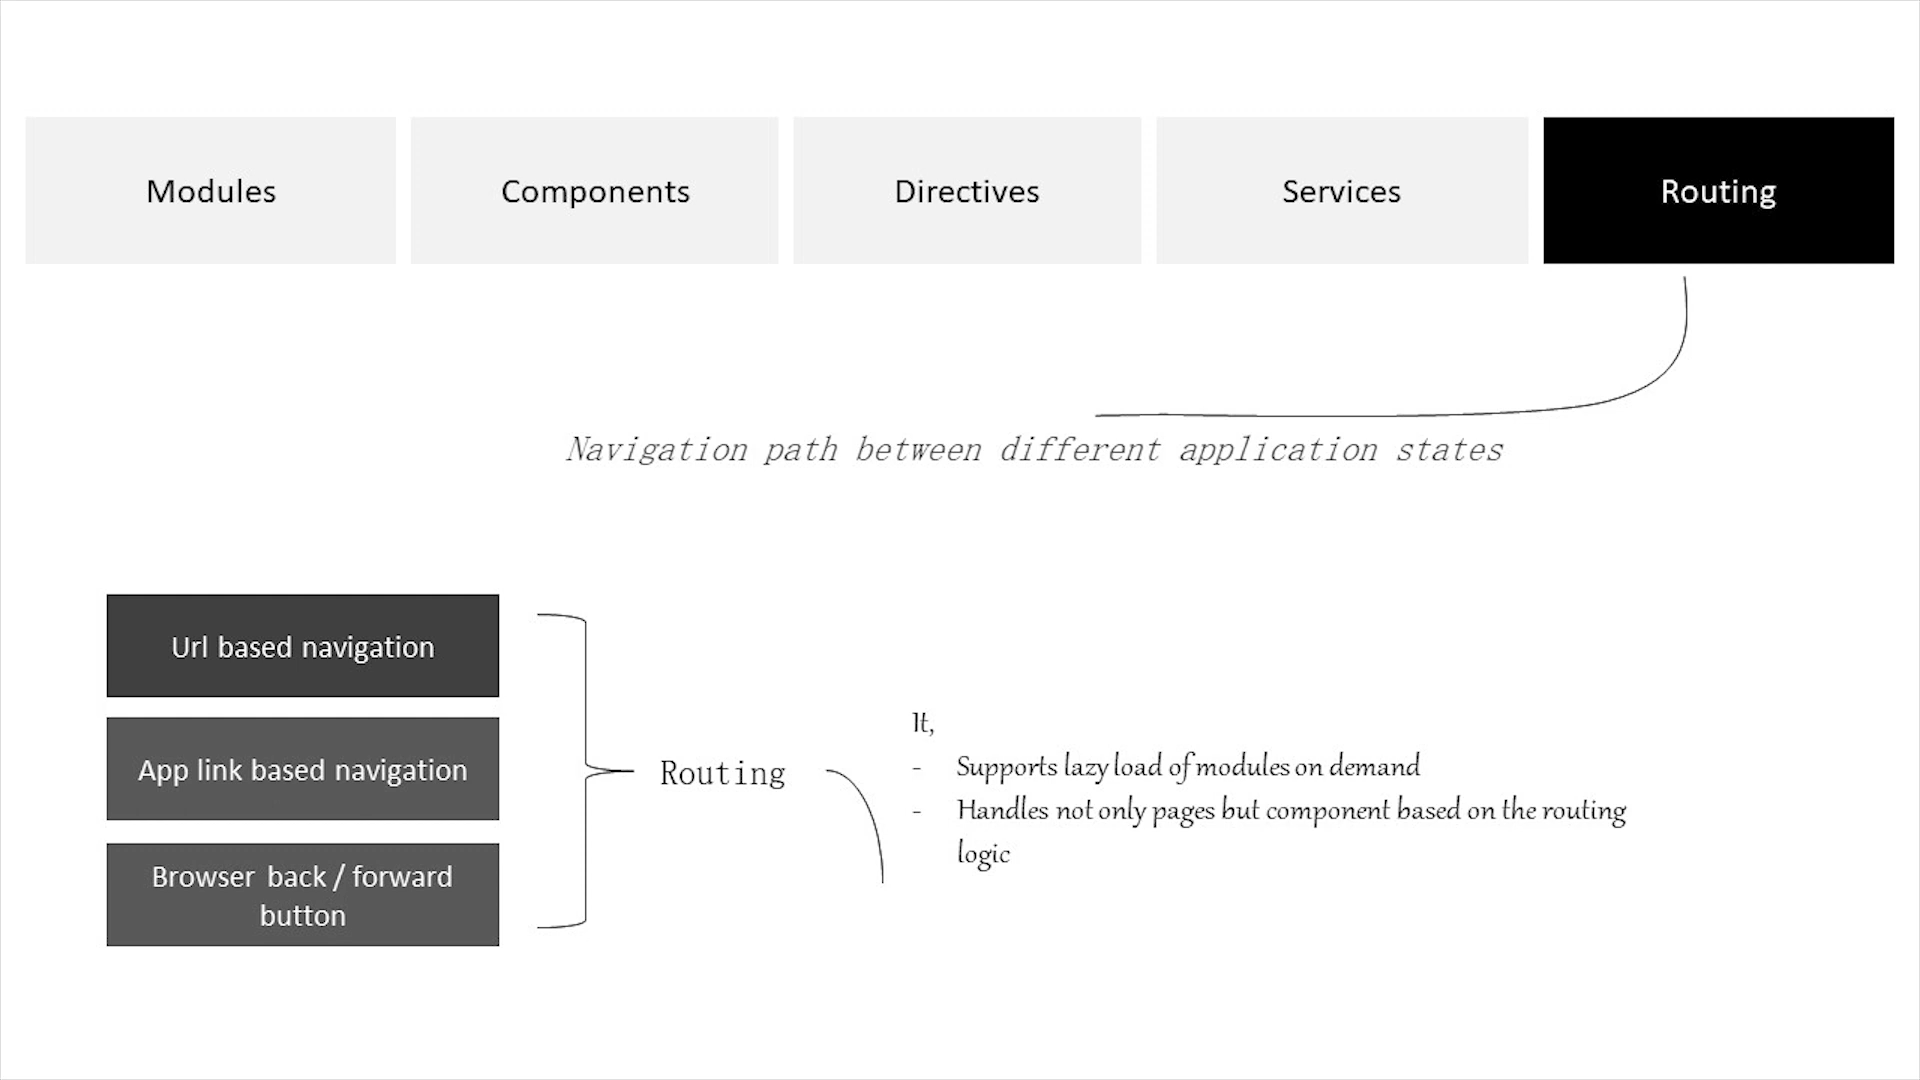 Modules
Components
Directives
Services
Routing
Navigation path between different application states
Url based navigation
App link based navigation
Browser back / forward
button
Routing
It,
- Supports lazy load of modules on demand
- Handles not only pages but component based on the routing
logic